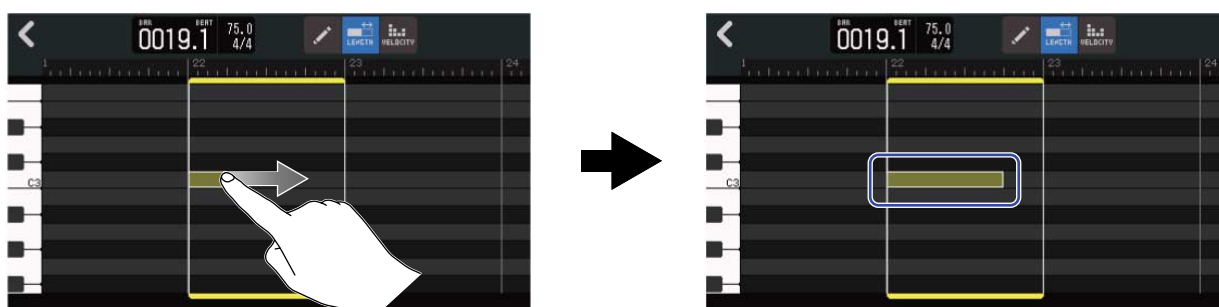 BAR BEAT
0019.1 75.0
4/4
LENGTH VELOCITY
1 22 23 24
C3
BAR BEAT
0019.1 75.0
4/4
LENGTH VELOCITY
1 22 23 24
C3